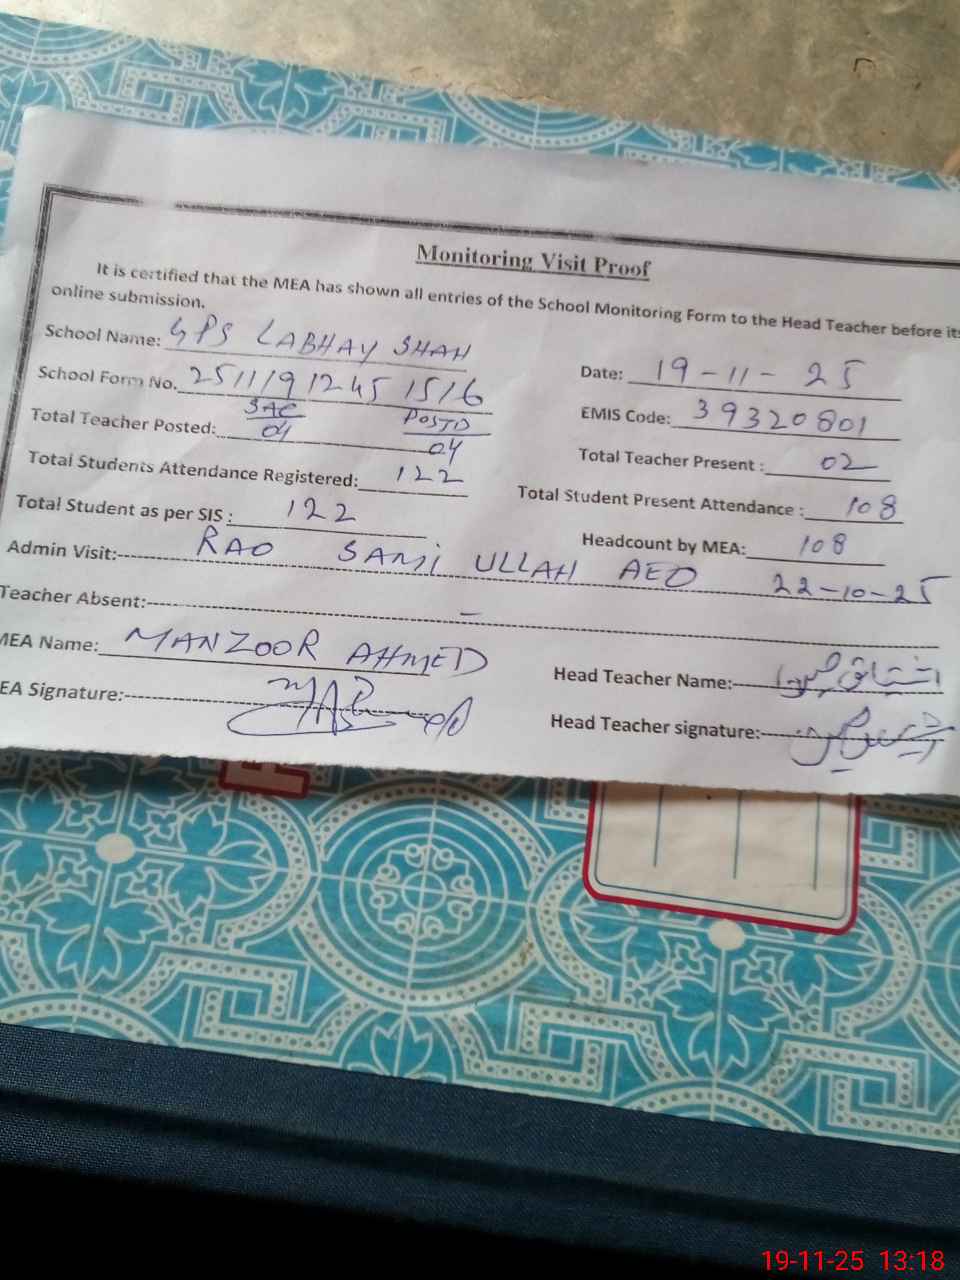 Monitoring Visit Proof
It is certified that the MEA has shown all entries of the School Monitoring Form to the Head Teacher before its
online submission.
School Name: GPS LABHAY SHAH
Date: 19-11-25
School Form No. 2511191245 1516
EMIS Code: 39320801
Total Teacher Posted: SAC 04 POSTD 04
Total Teacher Present: 02
Total Students Attendance Registered: 122
Total Student Present Attendance: 108
Total Student as per SIS: 122
Headcount by MEA: 108
Admin Visit: RAO SAMI ULLAH AEO 22-10-25
Teacher Absent: -
MEA Name: MANZOOR AHMED
Head Teacher Name:
EA Signature:
Head Teacher signature:
19-11-25 13:18